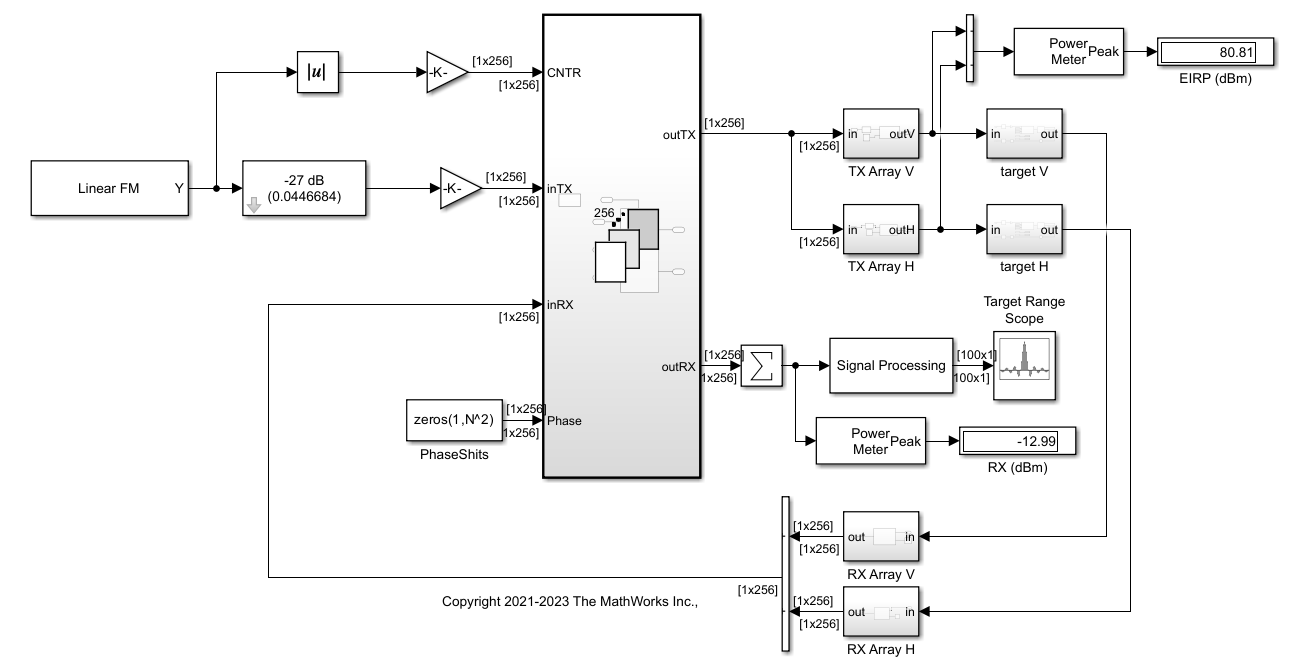 |u|
-K-
[1x256]
[1x256]
CNTR
Linear FM
Y
-27 dB
(0.0446684)
-K-
[1x256]
[1x256]
inTX
256
[1x256]
inRX
zeros(1,N^2)
PhaseShits
[1x256]
1x256]
Phase
outTX
[1x256]
[1x256]
in
outV
TX Array V
in
out
target V
[1x256]
in
outH
TX Array H
in
out
target H
Power
Meter
Peak
80.81
EIRP (dBm)
outRX
[1x256]
1x256]
Σ
Signal Processing
[100x1]
100x1]
Target Range
Scope
Power
Meter
Peak
-12.99
RX (dBm)
[1x256]
[1x256]
out
in
RX Array V
[1x256]
[1x256]
[1x256]
out
in
RX Array H
Copyright 2021-2023 The MathWorks Inc.,